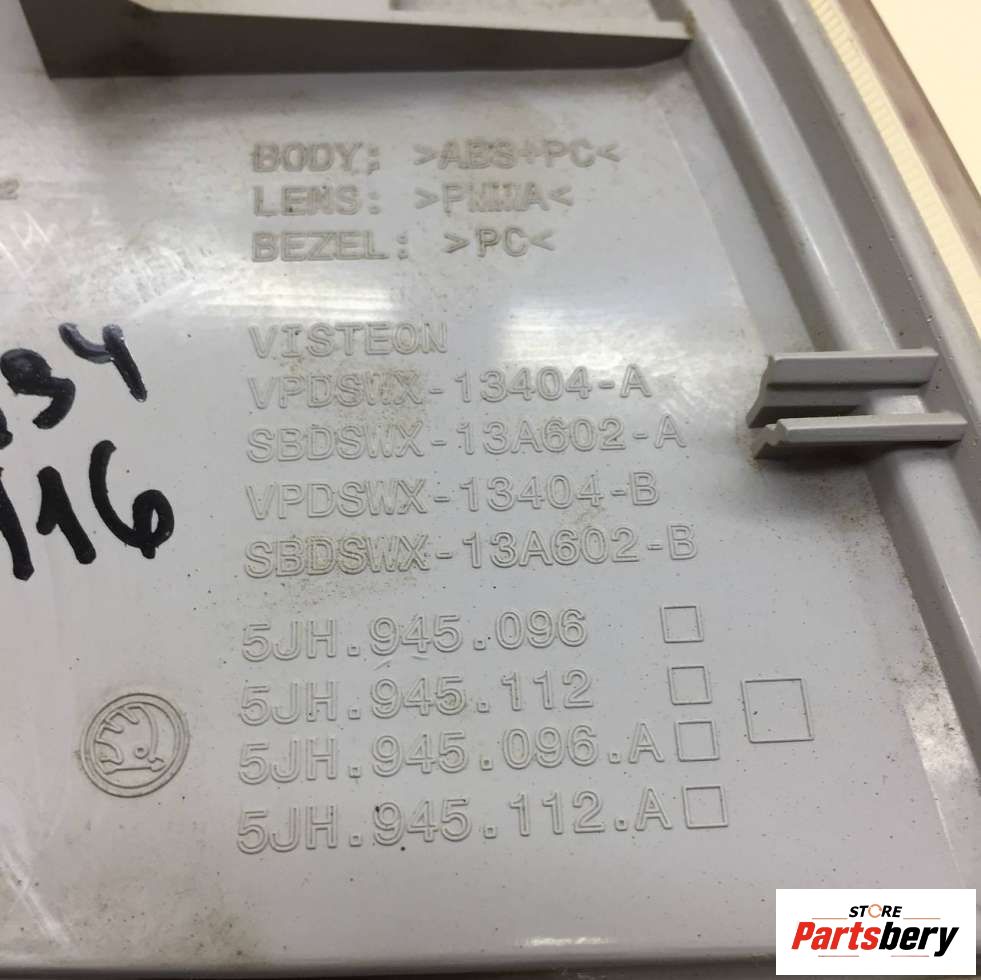 BODY: >ABS+PC<
LENS: >PMMA<
BEZEL: >PC<
VISTEON
VPDSWX-13404-A
SBDSWX-13A602-A
VPDSWX-13404-B
SBDSWX-13A602-B
5JH.945.096
5JH.945.112
5JH.945.096.A
5JH.945.112.A
34
116
STORE
Partsbery